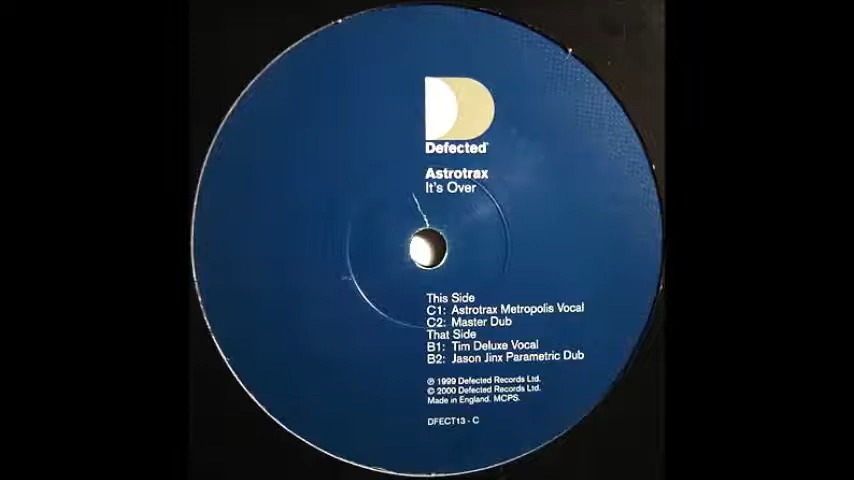 Defected
Astrotrax
It's Over
This Side
C1: Astrotrax Metropolis Vocal
C2: Master Dub
That Side
B1: Tim Deluxe Vocal
B2: Jason Jinx Parametric Dub
℗ 1999 Defected Records Ltd.
© 2000 Defected Records Ltd.
Made in England. MCPS.
DFECT13 - C